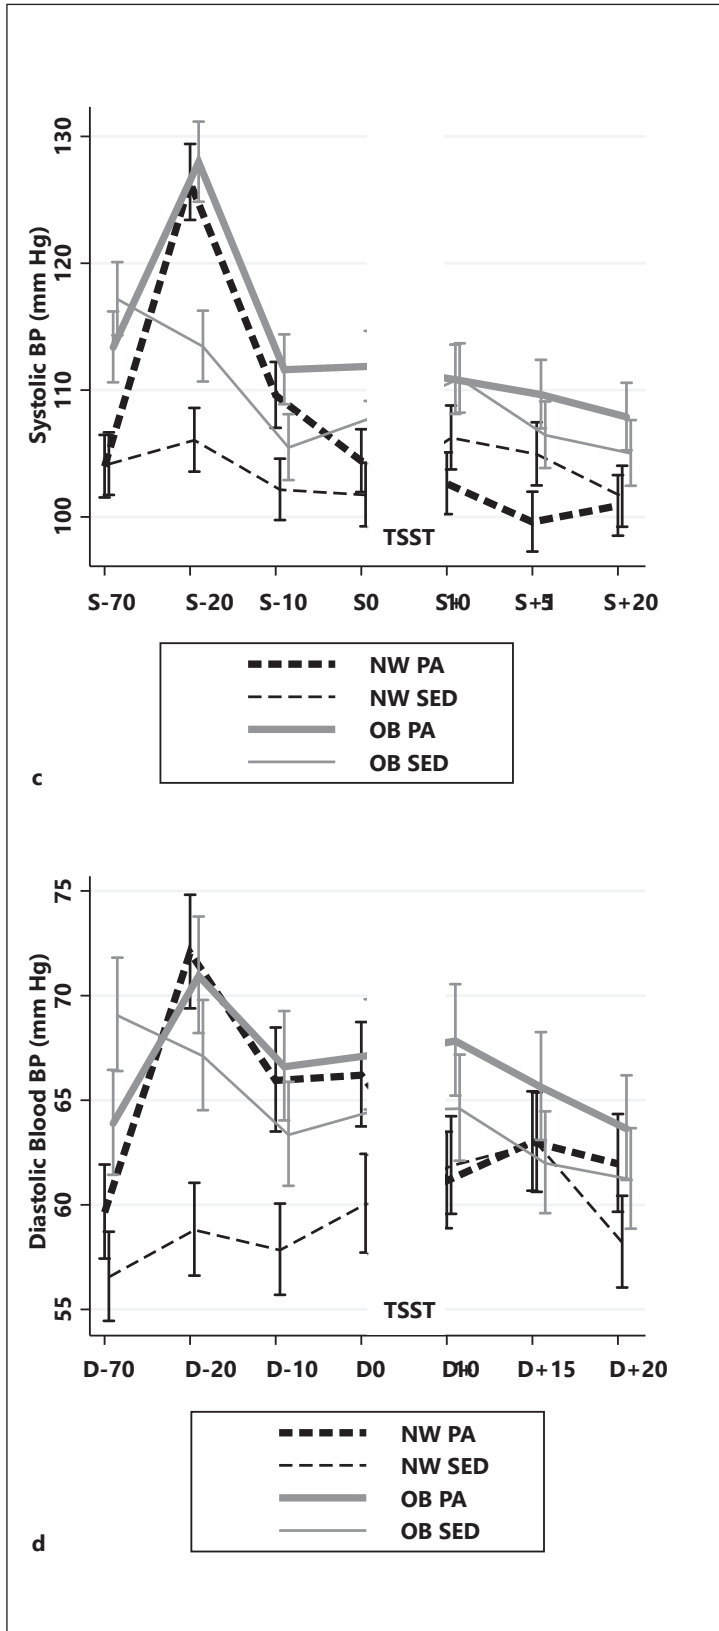 130
120
110
100
Systolic BP (mm Hg)
TSST
S-70 S-20 S-10 S0 S+20
NW PA
NW SED
OB PA
OB SED
c
75
70
65
60
55
Diastolic Blood BP (mm Hg)
TSST
D-70 D-20 D-10 D0 D+15 D+20
NW PA
NW SED
OB PA
OB SED
d